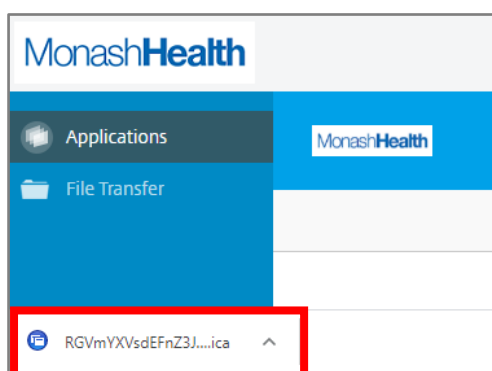 MonashHealth
Applications
MonashHealth
File Transfer
RGVmYXVsdEFnZ3J....ica